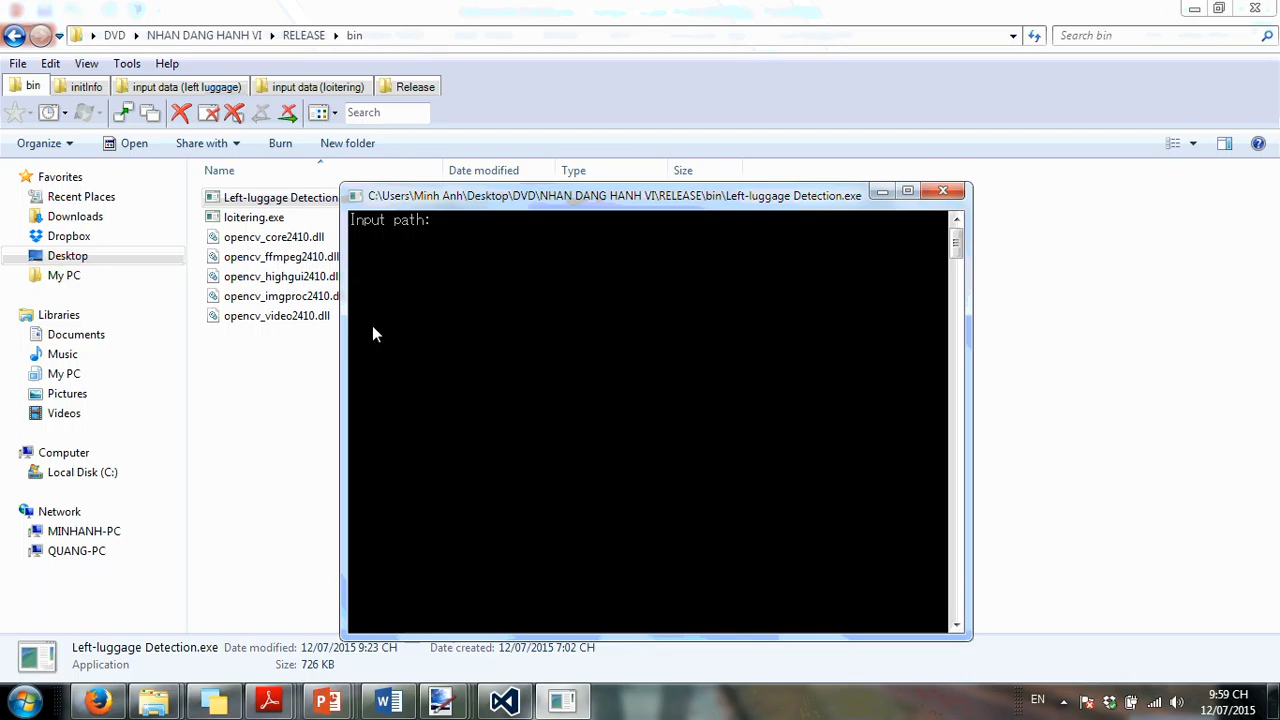 DVD NHAN DANG HANH VI RELEASE bin
Search bin
File Edit View Tools Help
bin initInfo input data (left luggage) input data (loitering) Release
Search
Organize Open Share with Burn New folder
Name Date modified Type Size
Favorites
Recent Places
Downloads
Dropbox
Desktop
My PC
Libraries
Documents
Music
My PC
Pictures
Videos
Computer
Local Disk (C:)
Network
MINHANH-PC
QUANG-PC
Left-luggage Detection
loitering.exe
opencv_core2410.dll
opencv_ffmpeg2410.dll
opencv_highgui2410.dll
opencv_imgproc2410.d
opencv_video2410.dll
C:\Users\Minh Anh\Desktop\DVD\NHAN DANG HANH VI\RELEASE\bin\Left-luggage Detection.exe
Input path:
Left-luggage Detection.exe Date modified: 12/07/2015 9:23 CH Date created: 12/07/2015 7:02 CH
Application Size: 726 KB
EN 9:59 CH
12/07/2015